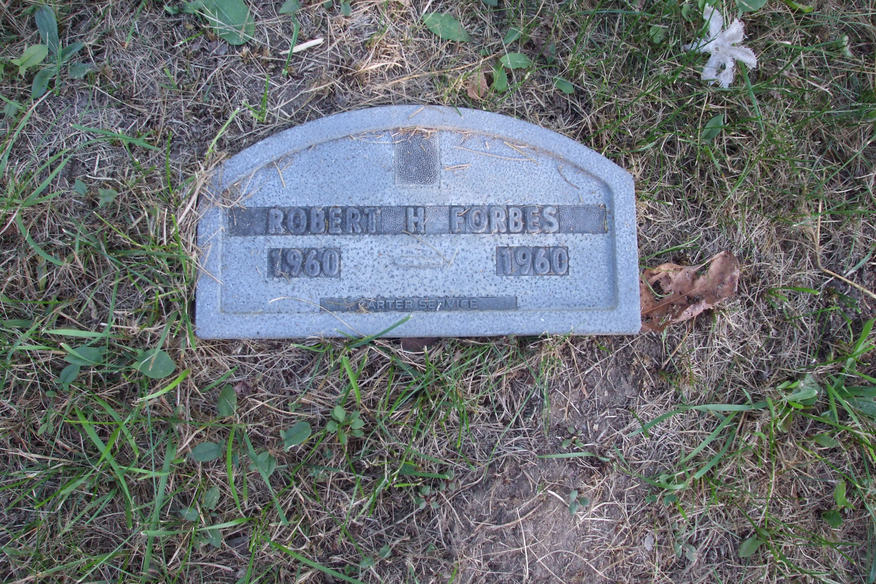 ROBERT H FORBES
1960 1960
CARTER SERVICE